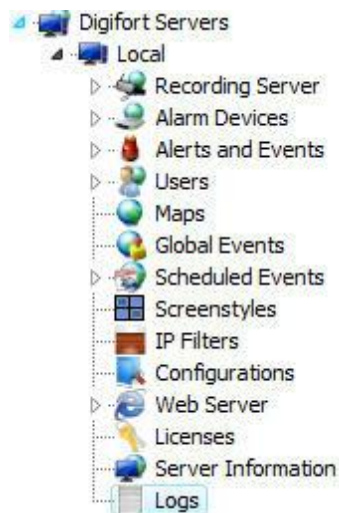 Digifort Servers
Local
Recording Server
Alarm Devices
Alerts and Events
Users
Maps
Global Events
Scheduled Events
Screenstyles
IP Filters
Configurations
Web Server
Licenses
Server Information
Logs